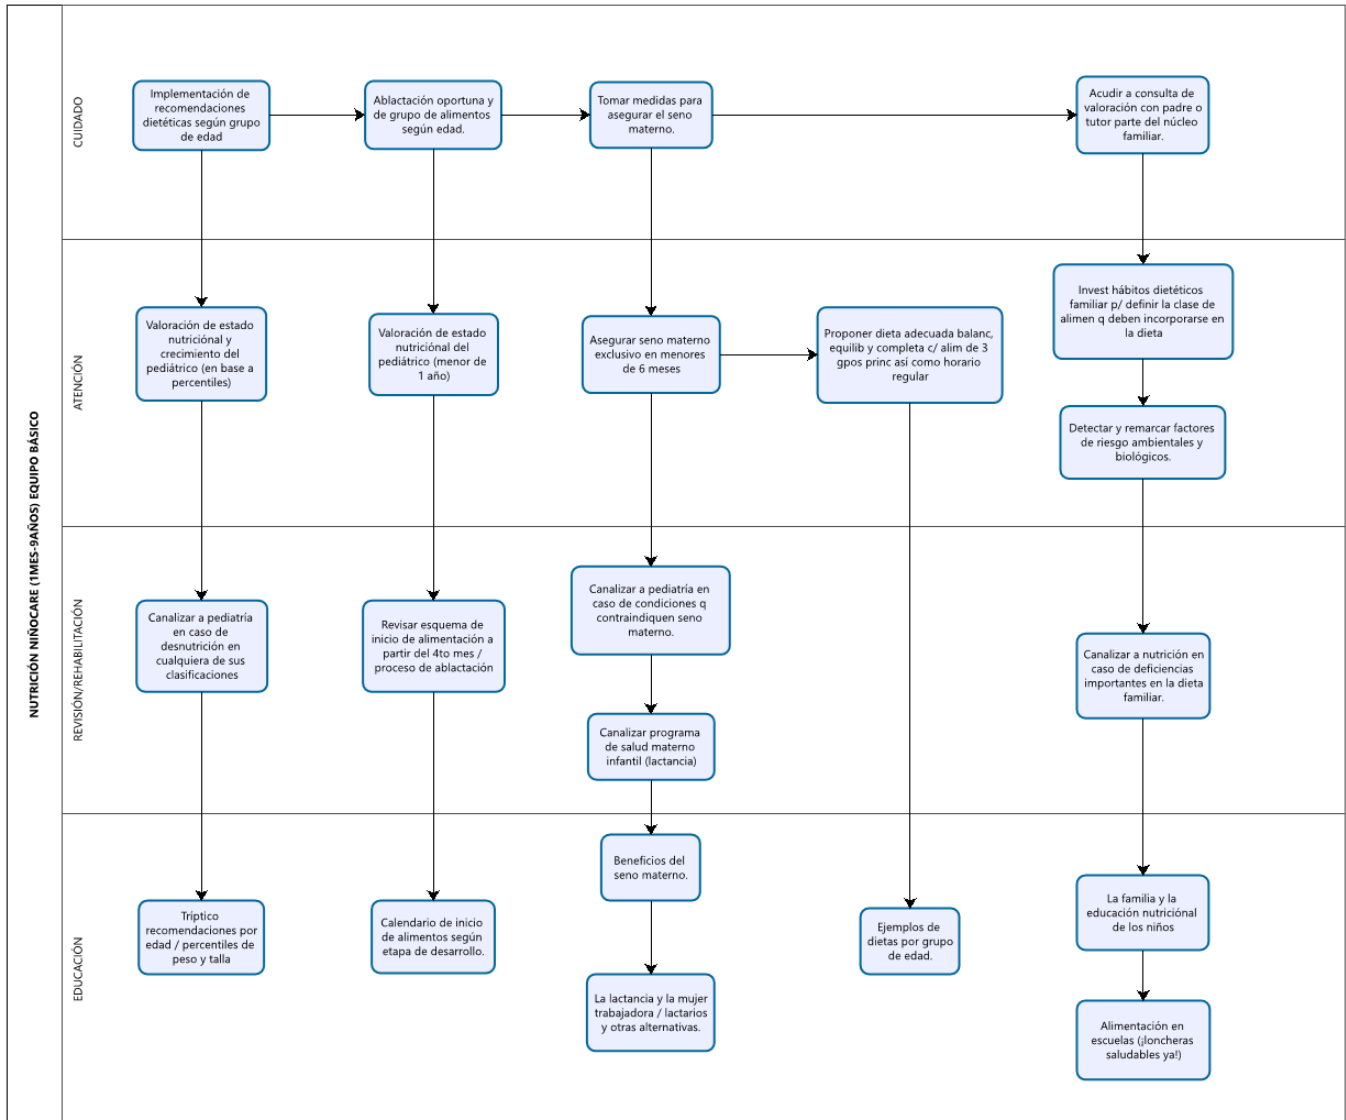 NUTRICIÓN NIÑOCARE (1MES-9AÑOS) EQUIPO BÁSICO
CUIDADO
Implementación de
recomendaciones
dietéticas según grupo
de edad
Ablactación oportuna y
de grupo de alimentos
según edad.
Tomar medidas para
asegurar el seno
materno.
Acudir a consulta de
valoración con padre o
tutor parte del núcleo
familiar.
ATENCIÓN
Valoración de estado
nutriciónal y
crecimiento del
pediátrico (en base a
percentiles)
Valoración de estado
nutriciónal del
pediátrico (menor de
1 año)
Asegurar seno materno
exclusivo en menores
de 6 meses
Proponer dieta adecuada balanc,
equilib y completa c/ alim de 3
gpos princ así como horario
regular
Invest hábitos dietéticos
familiar p/ definir la clase de
alimen q deben incorporarse en
la dieta
Detectar y remarcar factores
de riesgo ambientales y
biológicos.
REVISIÓN/REHABILITACIÓN
Canalizar a pediatría
en caso de
desnutrición en
cualquiera de sus
clasificaciones
Revisar esquema de
inicio de alimentación a
partir del 4to mes /
proceso de ablactación
Canalizar a pediatría en
caso de condiciones q
contraindiquen seno
materno.
Canalizar programa
de salud materno
infantil (lactancia)
Canalizar a nutrición en
caso de deficiencias
importantes en la dieta
familiar.
EDUCACIÓN
Tríptico
recomendaciones por
edad / percentiles de
peso y talla
Calendario de inicio
de alimentos según
etapa de desarrollo.
Beneficios del
seno materno.
La lactancia y la mujer
trabajadora / lactarios
y otras alternativas.
Ejemplos de
dietas por grupo
de edad.
La familia y la
educación nutriciónal
de los niños
Alimentación en
escuelas (¡loncheras
saludables ya!)